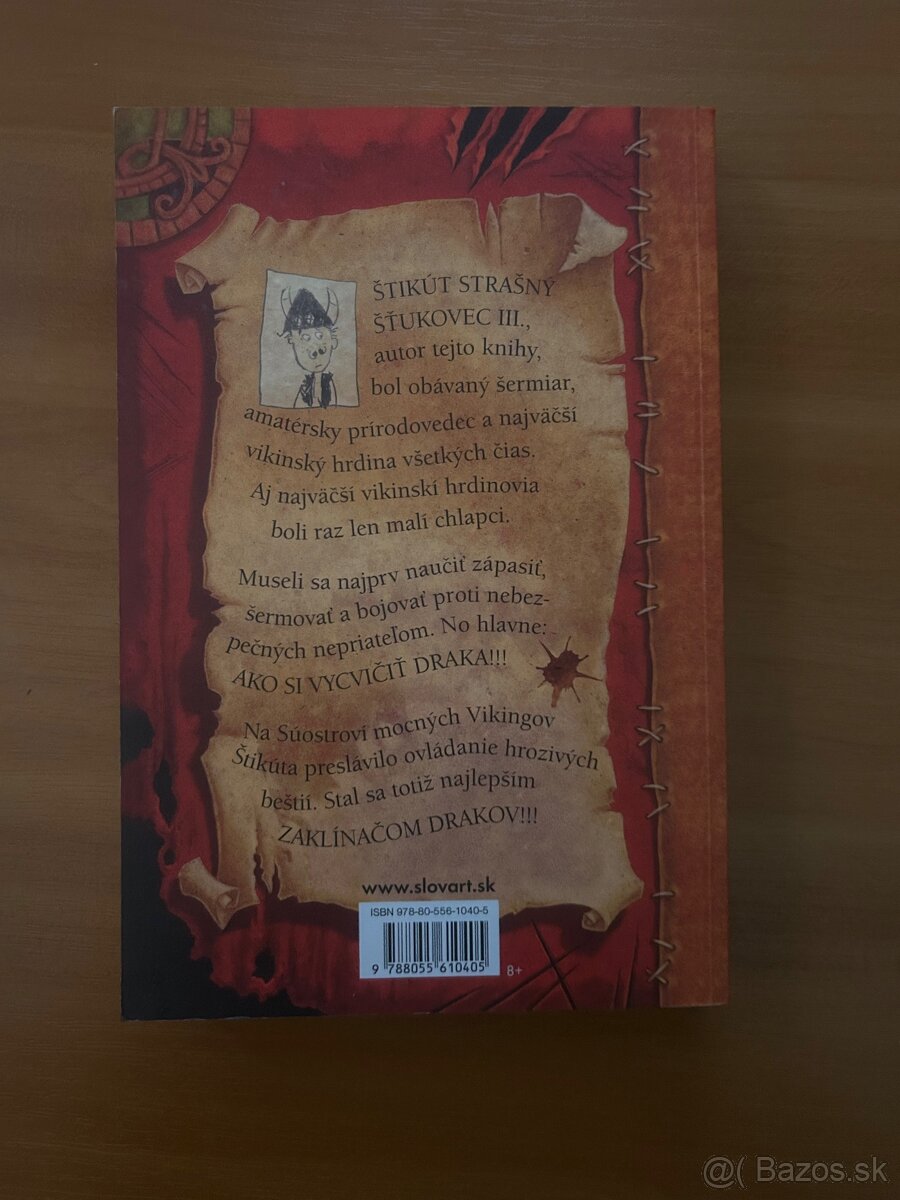 ŠTIKÚT STRAŠNÝ
ŠŤUKOVEC III.,
autor tejto knihy,
bol obávaný šermiar,
amatérsky prírodovedec a najväčší
vikinský hrdina všetkých čias.
Aj najväčší vikinskí hrdinovia
boli raz len malí chlapci.
Museli sa najprv naučiť zápasiť,
šermovať a bojovať proti nebez-
pečných nepriateľom. No hlavne:
AKO SI VYCVIČIŤ DRAKA!!!
Na Súostroví mocných Vikingov
Štikúta preslávilo ovládanie hrozivých
beštií. Stal sa totiž najlepším
ZAKLÍNAČOM DRAKOV!!!
www.slovart.sk
ISBN 978-80-556-1040-5
9 788055 610405
8+
@( Bazos.sk